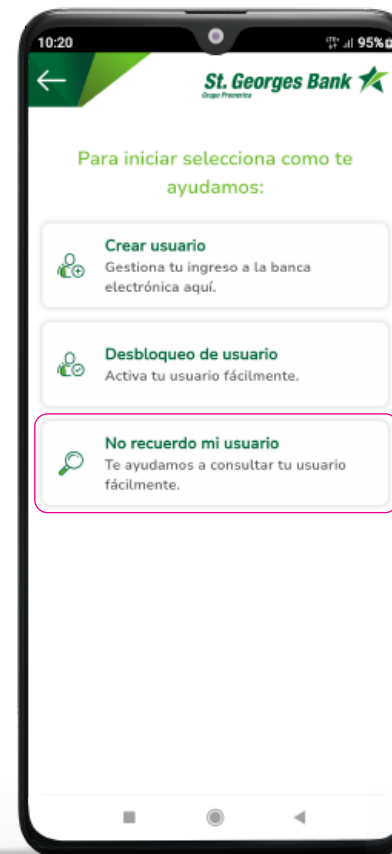 10:20
95%
St. Georges Bank
Grupo Promerica
Para iniciar selecciona como te
ayudamos:
Crear usuario
Gestiona tu ingreso a la banca
electrónica aquí.
Desbloqueo de usuario
Activa tu usuario fácilmente.
No recuerdo mi usuario
Te ayudamos a consultar tu usuario
fácilmente.